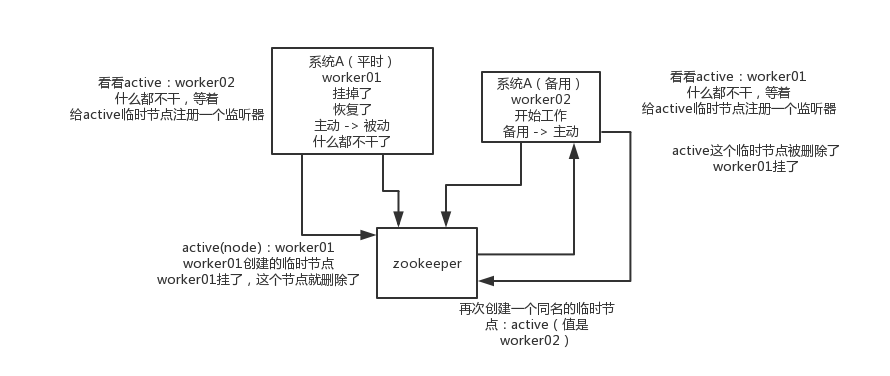 看看active：worker02
什么都不干，等着
给active临时节点注册一个监听器
系统A（平时）
worker01
挂掉了
恢复了
主动 -> 被动
什么都不干了
系统A（备用）
worker02
开始工作
备用 -> 主动
看看active：worker01
什么都不干，等着
给active临时节点注册一个监听器
active这个临时节点被删除了
worker01挂了
active(node)：worker01
worker01创建的临时节点
worker01挂了，这个节点就删除了
zookeeper
再次创建一个同名的临时节
点：active（值是
worker02）